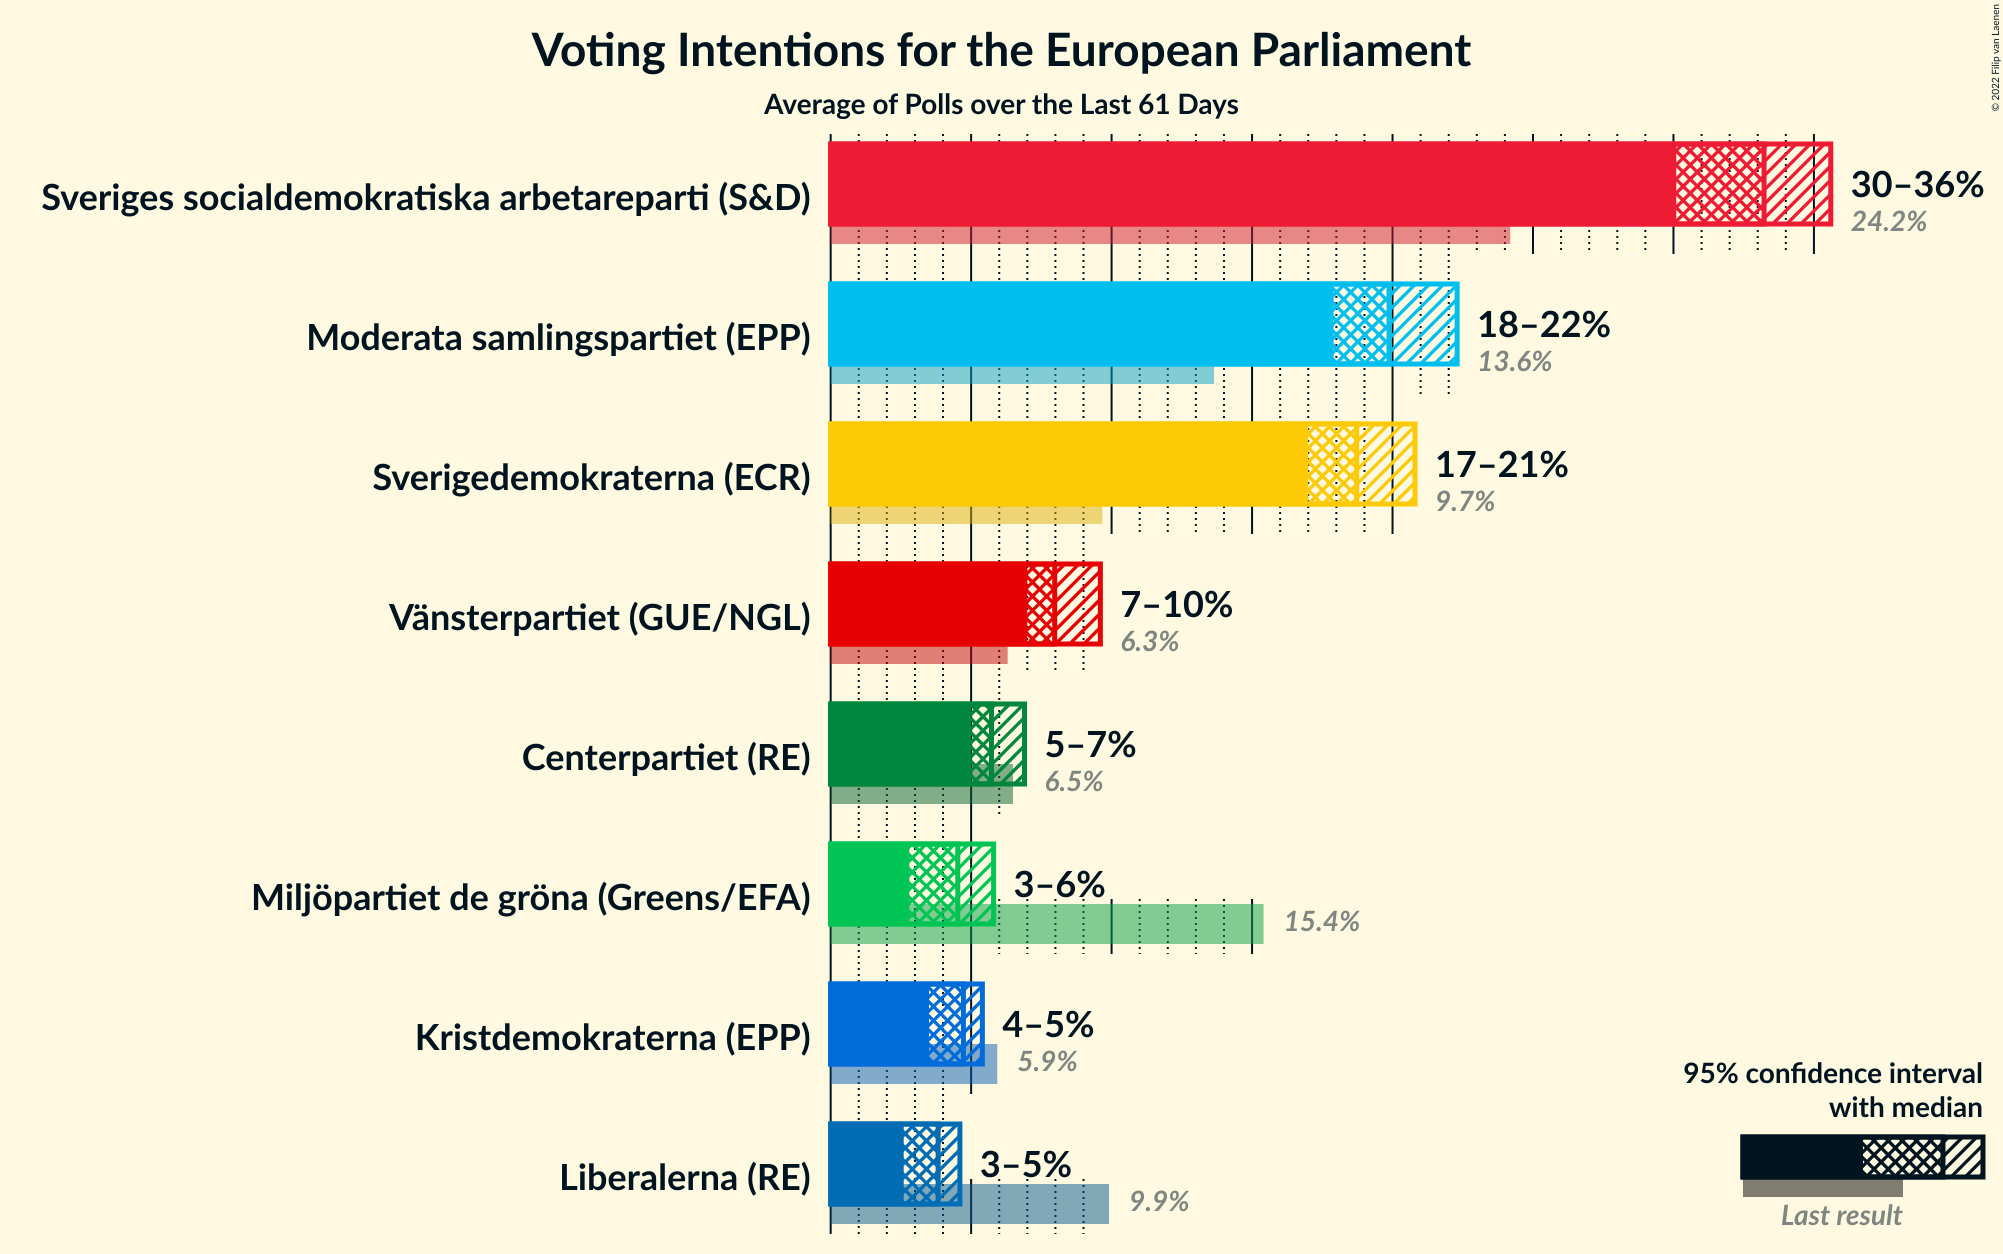 Voting Intentions for the European Parliament
Average of Polls over the Last 61 Days
© 2022 Filip van Laenen
Sveriges socialdemokratiska arbetareparti (S&D)
30–36%
24.2%
Moderata samlingspartiet (EPP)
18–22%
13.6%
Sverigedemokraterna (ECR)
17–21%
9.7%
Vänsterpartiet (GUE/NGL)
7–10%
6.3%
Centerpartiet (RE)
5–7%
6.5%
Miljöpartiet de gröna (Greens/EFA)
3–6%
15.4%
Kristdemokraterna (EPP)
4–5%
5.9%
Liberalerna (RE)
3–5%
9.9%
95% confidence interval
with median
Last result